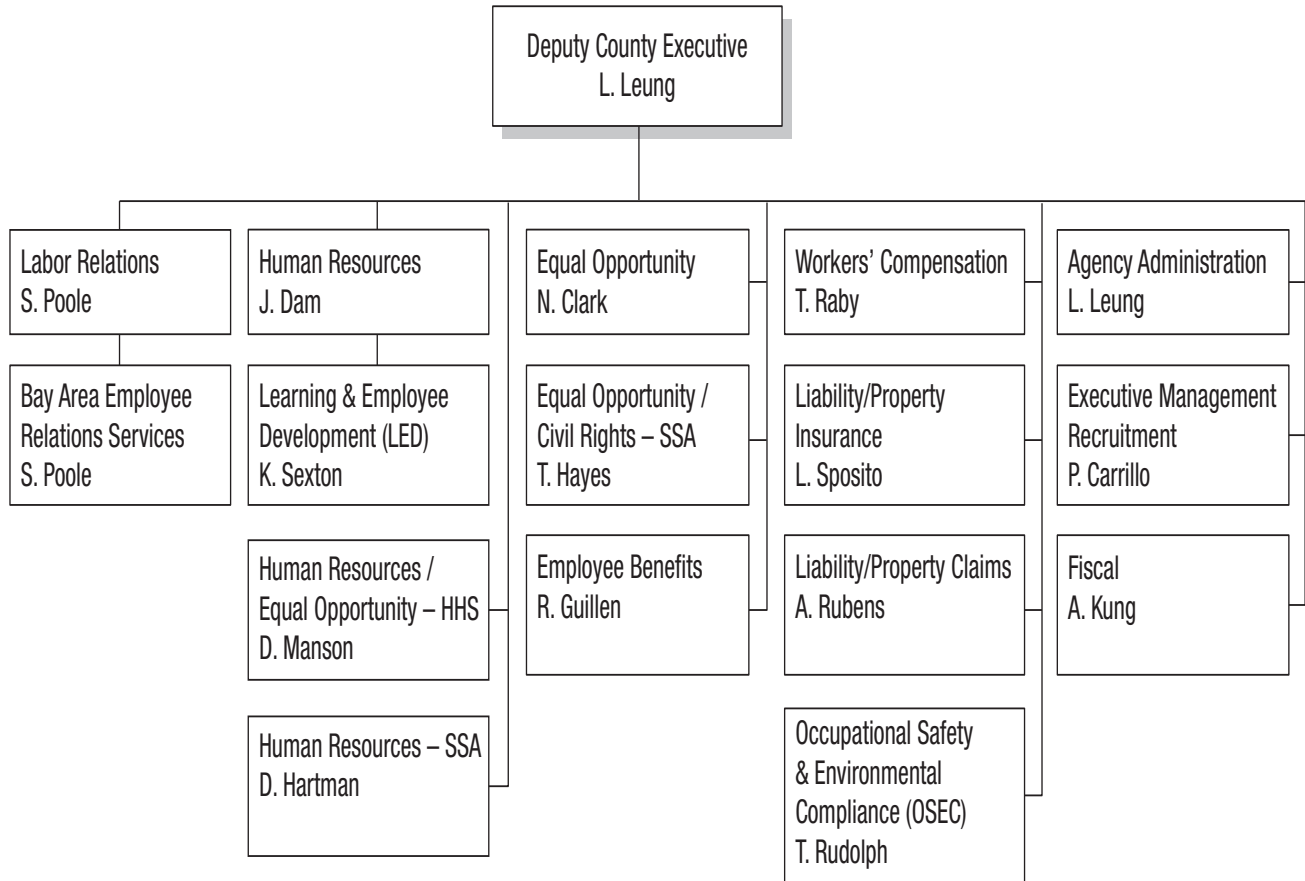 Deputy County Executive
L. Leung
Labor Relations
S. Poole
Bay Area Employee
Relations Services
S. Poole
Human Resources
J. Dam
Learning & Employee
Development (LED)
K. Sexton
Human Resources /
Equal Opportunity – HHS
D. Manson
Human Resources – SSA
D. Hartman
Equal Opportunity
N. Clark
Equal Opportunity /
Civil Rights – SSA
T. Hayes
Employee Benefits
R. Guillen
Workers’ Compensation
T. Raby
Liability/Property
Insurance
L. Sposito
Liability/Property Claims
A. Rubens
Occupational Safety
& Environmental
Compliance (OSEC)
T. Rudolph
Agency Administration
L. Leung
Executive Management
Recruitment
P. Carrillo
Fiscal
A. Kung